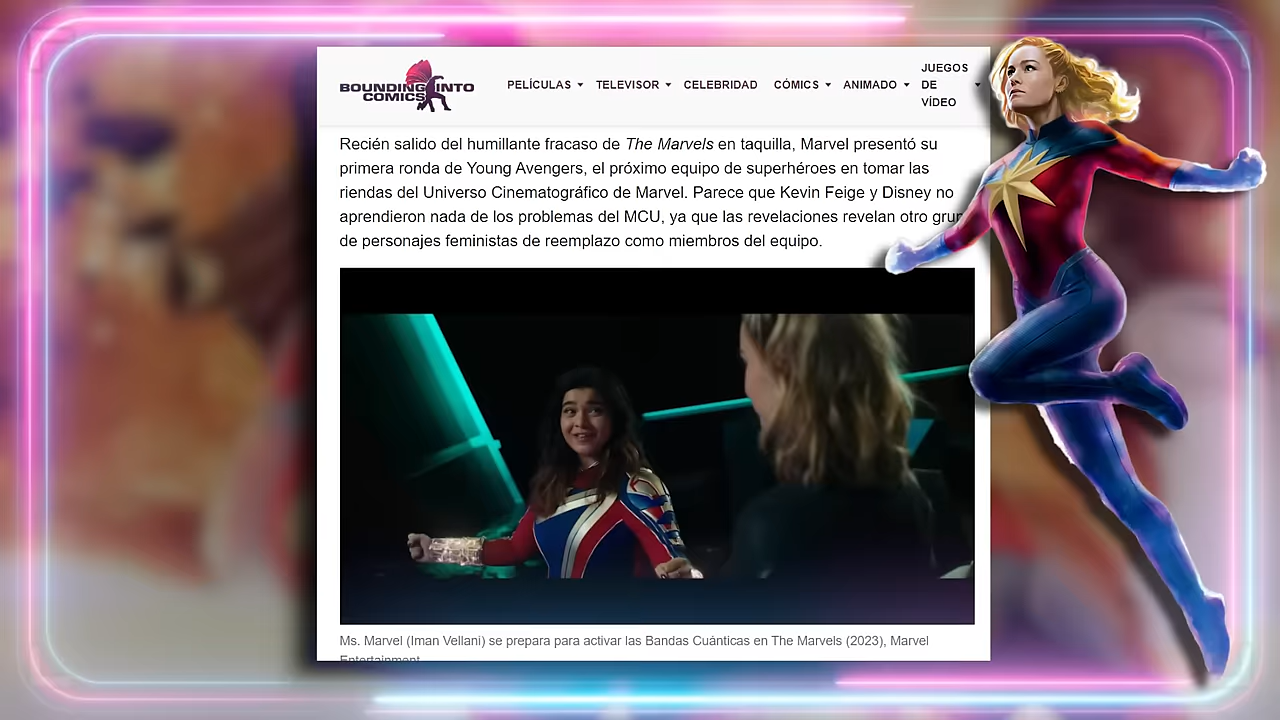 BOUNDING INTO
COMICS
PELÍCULAS
TELEVISOR
CELEBRIDAD
CÓMICS
ANIMADO
JUEGOS
DE
VÍDEO
Recién salido del humillante fracaso de The Marvels en taquilla, Marvel presentó su
primera ronda de Young Avengers, el próximo equipo de superhéroes en tomar las
riendas del Universo Cinematográfico de Marvel. Parece que Kevin Feige y Disney no
aprendieron nada de los problemas del MCU, ya que las revelaciones revelan otro
de personajes feministas de reemplazo como miembros del equipo.
Ms. Marvel (Iman Vellani) se prepara para activar las Bandas Cuánticas en The Marvels (2023), Marvel
Entertainment